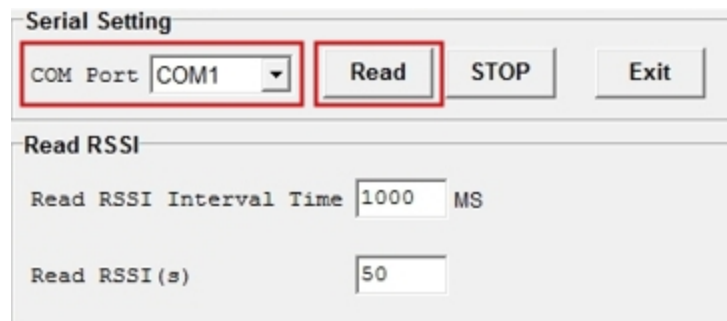 Serial Setting
COM Port COM1 Read STOP Exit
Read RSSI
Read RSSI Interval Time 1000 MS
Read RSSI(s) 50